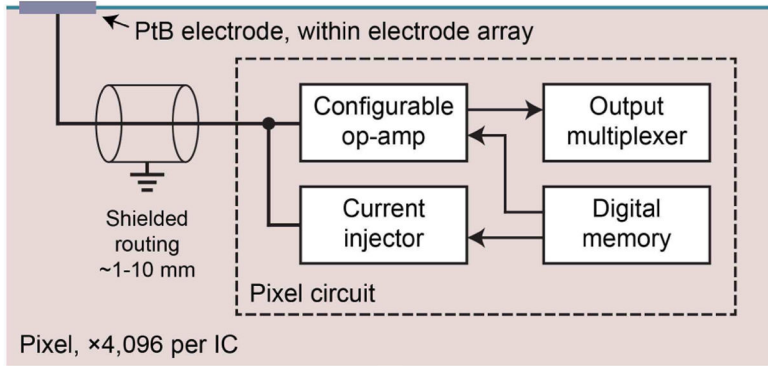 PtB electrode, within electrode array
Configurable
op-amp
Output
multiplexer
Shielded
routing
~1-10 mm
Current
injector
Digital
memory
Pixel circuit
Pixel, ×4,096 per IC